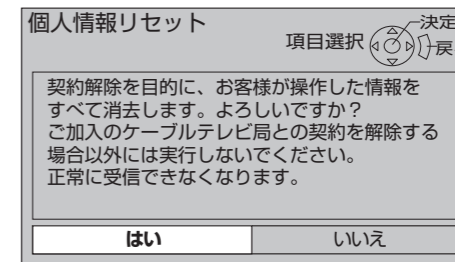 個人情報リセット
項目選択
決定
戻
契約解除を目的に、お客様が操作した情報を
すべて消去します。よろしいですか？
ご加入のケーブルテレビ局との契約を解除する
場合以外には実行しないでください。
正常に受信できなくなります。
はい
いいえ